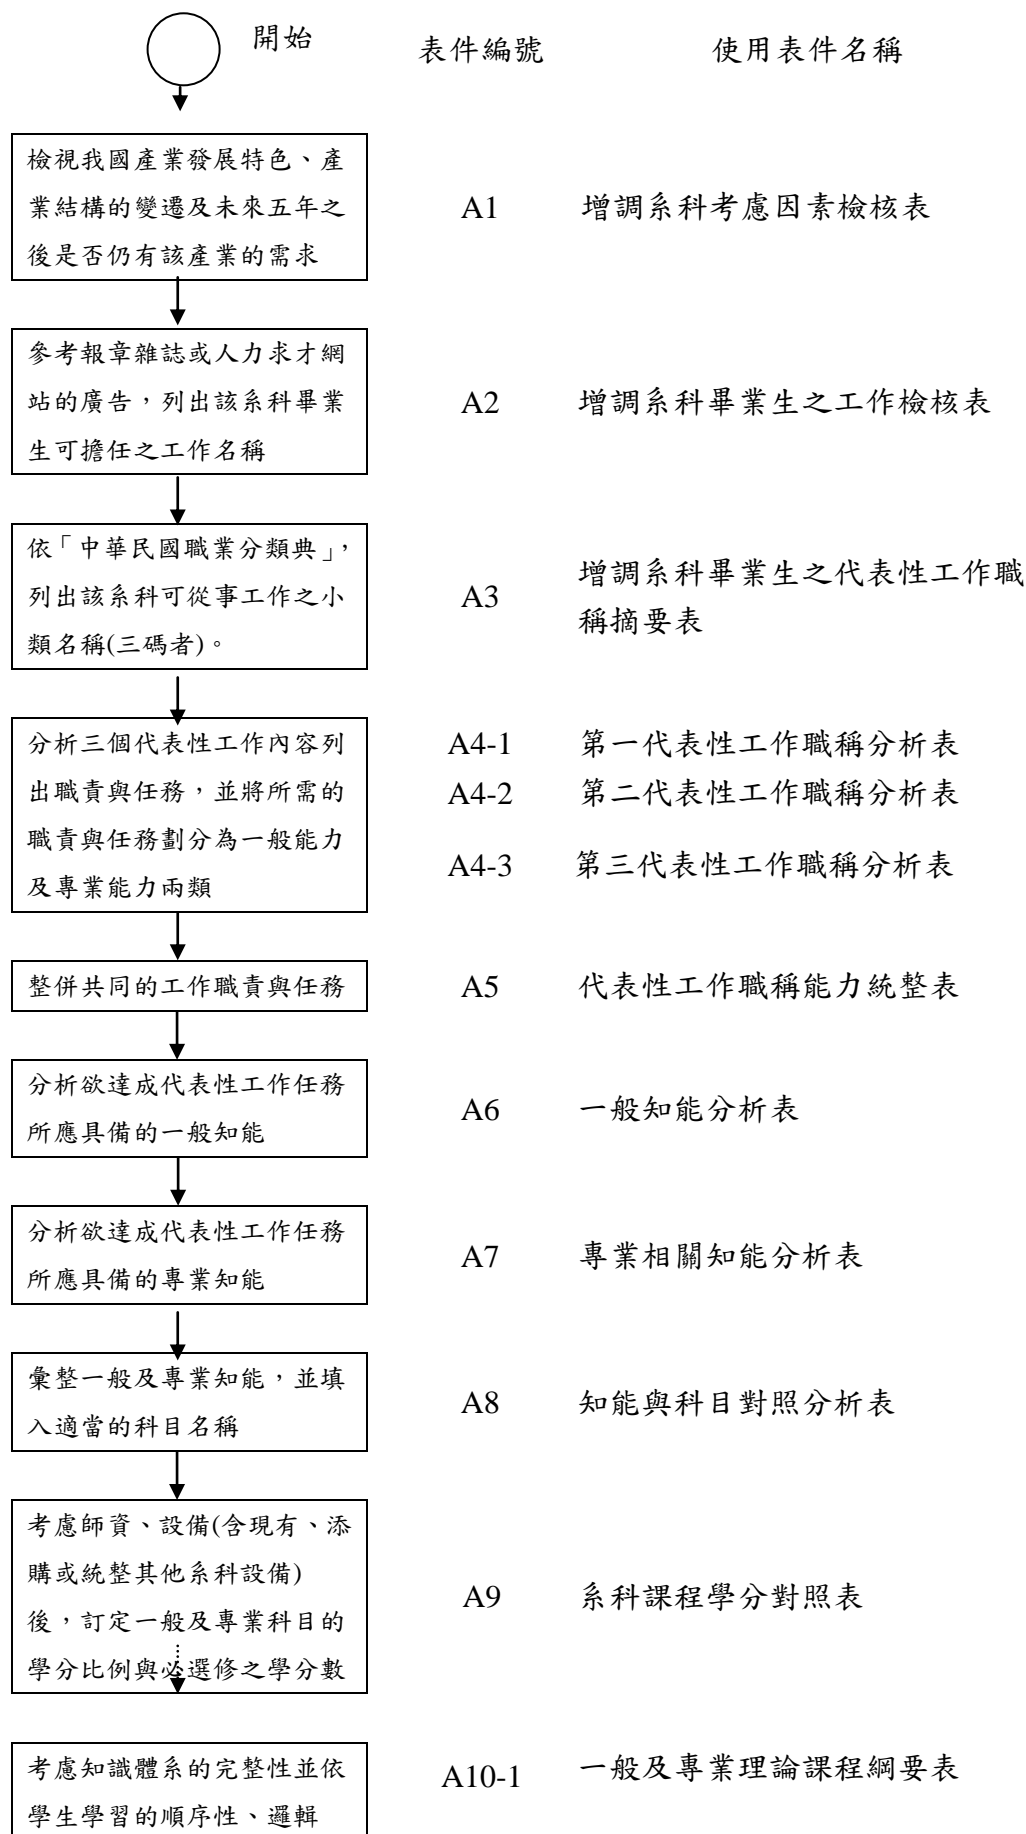 開始
表件編號
使用表件名稱
檢視我國產業發展特色、產
業結構的變遷及未來五年之
後是否仍有該產業的需求
A1
增調系科考慮因素檢核表
參考報章雜誌或人力求才網
站的廣告，列出該系科畢業
生可擔任之工作名稱
A2
增調系科畢業生之工作檢核表
依「中華民國職業分類典」，
列出該系科可從事工作之小
類名稱(三碼者)。
A3
增調系科畢業生之代表性工作職
稱摘要表
分析三個代表性工作內容列
出職責與任務，並將所需的
職責與任務劃分為一般能力
及專業能力兩類
A4-1
第一代表性工作職稱分析表
A4-2
第二代表性工作職稱分析表
A4-3
第三代表性工作職稱分析表
整併共同的工作職責與任務
A5
代表性工作職稱能力統整表
分析欲達成代表性工作任務
所應具備的一般知能
A6
一般知能分析表
分析欲達成代表性工作任務
所應具備的專業知能
A7
專業相關知能分析表
彙整一般及專業知能，並填
入適當的科目名稱
A8
知能與科目對照分析表
考慮師資、設備(含現有、添
購或統整其他系科設備)
後，訂定一般及專業科目的
學分比例與必選修之學分數
A9
系科課程學分對照表
考慮知識體系的完整性並依
學生學習的順序性、邏輯
A10-1
一般及專業理論課程綱要表